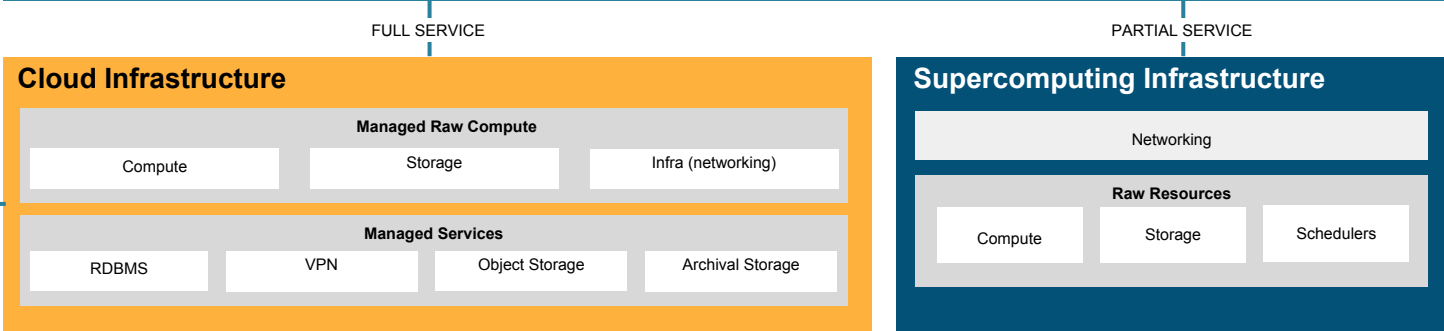 FULL SERVICE
PARTIAL SERVICE
Cloud Infrastructure
Managed Raw Compute
Compute
Storage
Infra (networking)
Managed Services
RDBMS
VPN
Object Storage
Archival Storage
Supercomputing Infrastructure
Networking
Raw Resources
Compute
Storage
Schedulers